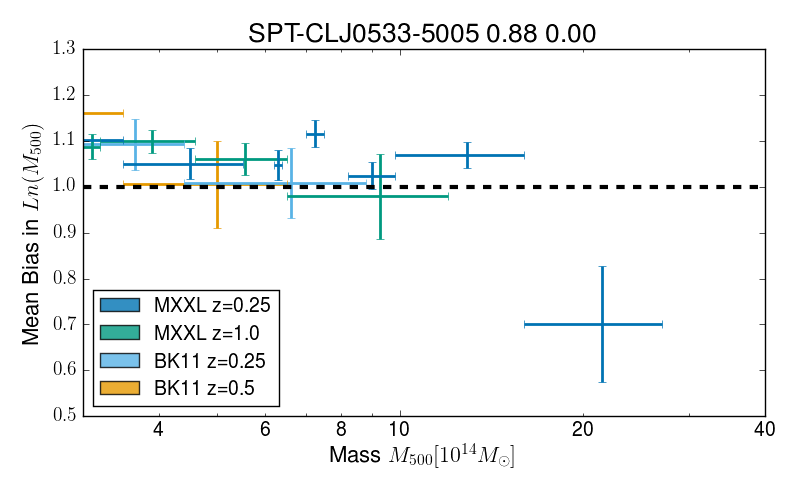 SPT-CLJ0533-5005 0.88 0.00
1.3
1.2
1.1
1.0
0.9
0.8
0.7
0.6
0.5
Mean Bias in Ln(M₅₀₀)
MXXL z=0.25
MXXL z=1.0
BK11 z=0.25
BK11 z=0.5
4 6 8 10 20 40
Mass M₅₀₀[10¹⁴M⊙]